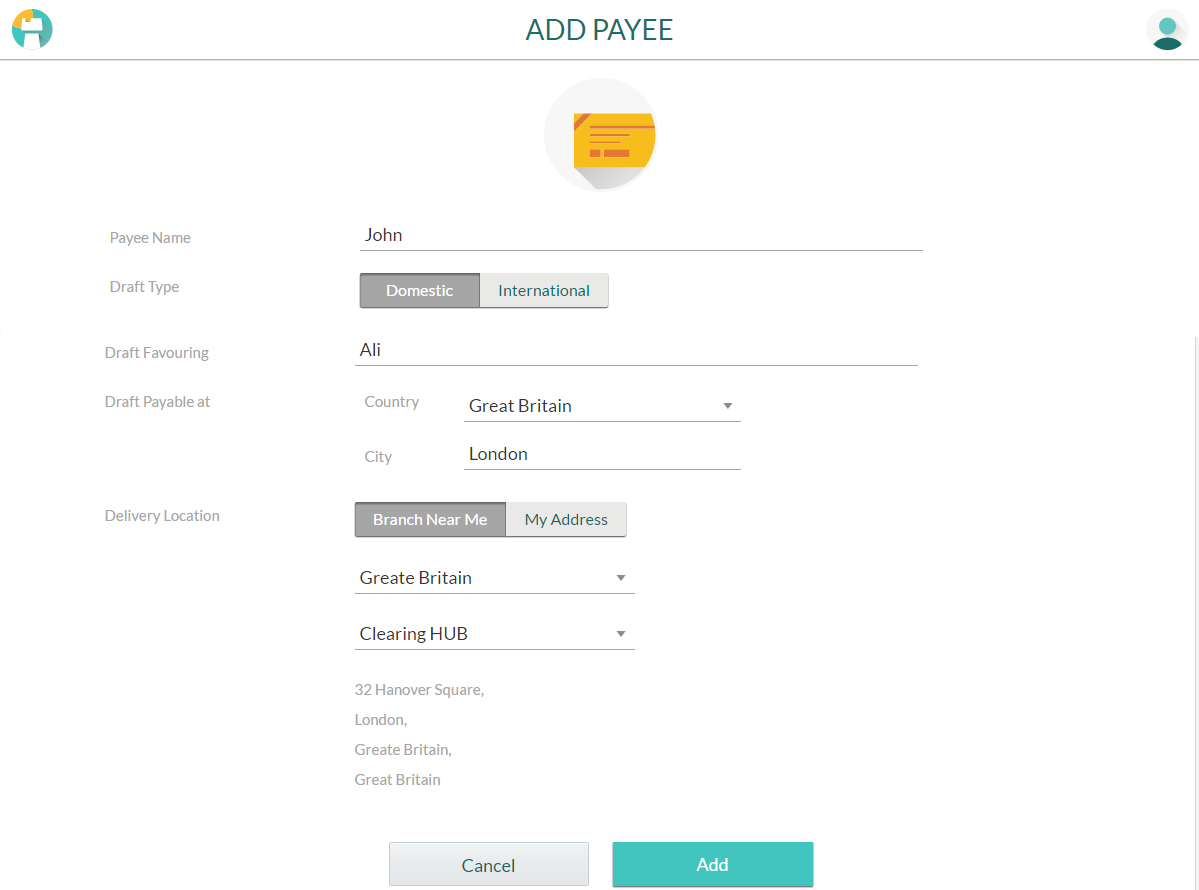 ADD PAYEE
Payee Name John
Draft Type Domestic International
Draft Favouring Ali
Draft Payable at Country Great Britain
City London
Delivery Location Branch Near Me My Address
Greate Britain
Clearing HUB
32 Hanover Square,
London,
Greate Britain,
Great Britain
Cancel Add